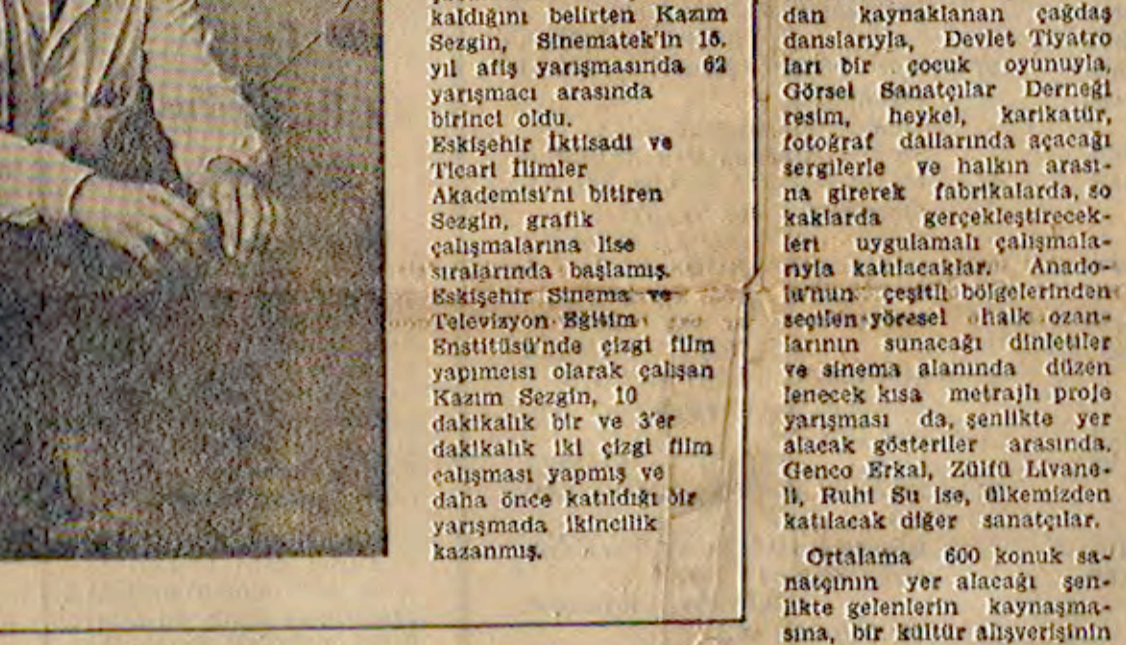 kaldığını belirten Kazım
Sezgin, Sinematek'in 15.
yıl afiş yarışmasında 62
yarışmacı arasında
birinci oldu.
Eskişehir İktisadi ve
Ticari İlimler
Akademisi'ni bitiren
Sezgin, grafik
çalışmalarına lise
sıralarında başlamış.
Eskişehir Sinema ve
Televizyon Eğitim
Enstitüsü'nde çizgi film
yapımcısı olarak çalışan
Kazım Sezgin, 10
dakikalık bir ve 3'er
dakikalık iki çizgi film
çalışması yapmış ve
daha önce katıldığı bir
yarışmada ikincilik
kazanmış.
dan kaynaklanan çağdaş
danslarıyla, Devlet Tiyatro
ları bir çocuk oyunuyla,
Görsel Sanatçılar Derneği
resim, heykel, karikatür,
fotoğraf dallarında açacağı
sergilerle ve halkın arası-
na girerek fabrikalarda, so
kaklarda gerçekleştirecek-
leri uygulamalı çalışmala-
rıyla katılacaklar. Anado-
lu'nun çeşitli bölgelerinden
seçilen yöresel halk ozan-
larının sunacağı dinletiler
ve sinema alanında düzen
lenecek kısa metrajlı proje
yarışması da, şenlikte yer
alacak gösteriler arasında.
Genco Erkal, Zülfü Livane-
li, Ruhi Su ise, ülkemizden
katılacak diğer sanatçılar.
Ortalama 600 konuk sa-
natçının yer alacağı şen-
likte gelenlerin kaynaşma-
sına, bir kültür alışverişinin